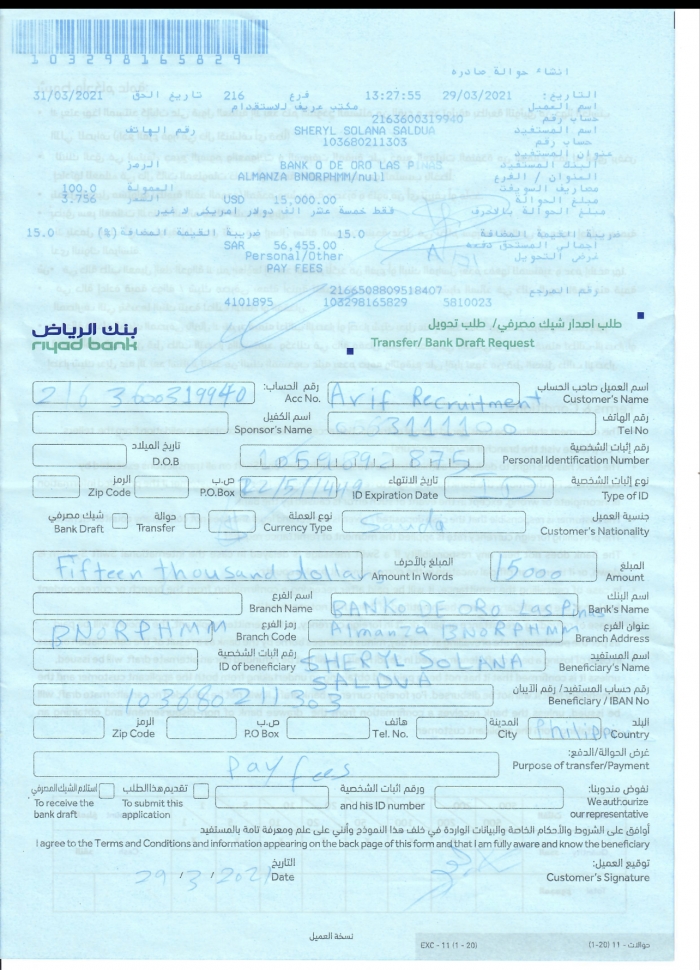 103298165829
انشاء حوالة صادره
التاريخ: 29/03/2021 13:27:55 فرع 216 تاريخ الحق 31/03/2021
اسم العميل مكتب عريف للاستقدام
حساب رقم 2163600319940
اسم المستفيد SHERYL SOLANA SALDUA رقم الهاتف
حساب رقم 103680211303
عنوان المستفيد
البنك المستفيد BANK O DE ORO LAS PINAS الرمز
العنوان / الفرع ALMANZA BNORPHMM/null
مصاريف السويفت العمولة 100.0
مبلغ الحوالة 15,000.00 USD السعر 3.756
مبلغ الحوالة بالاحرف فقط خمسة عشر الف دولار امريكي لا غير
ضريبة القيمة المضافة 15.0 ضريبة القيمة المضافة (%) 15.0
اجمالي المستحق دفعه 56,455.00 SAR
غرض التحويل Personal/Other
PAY FEES
رقم المرجع 2166508809518407
4101895 103298165829 5810023
بنك الرياض
riyad bank
طلب اصدار شيك مصرفي/ طلب تحويل
Transfer/ Bank Draft Request
اسم العميل صاحب الحساب Customer's Name Arif Recruitment رقم الحساب: Acc No. 216 3600319940
رقم الهاتف Tel No اسم الكفيل Sponsor's Name
رقم إثبات الشخصية Personal Identification Number تاريخ الميلاد D.O.B
نوع إثبات الشخصية Type of ID ID تاريخ الانتهاء ID Expiration Date ص.ب P.O.Box الرمز Zip Code
جنسية العميل Customer's Nationality نوع العملة Currency Type حوالة Transfer شيك مصرفي Bank Draft
المبلغ Amount 15000 المبلغ بالأحرف Amount In Words Fifteen thousand dollar
اسم البنك Bank's Name BANKO DE ORO Las Pinas اسم الفرع Branch Name
عنوان الفرع Branch Address Almanza BNORPHMM رمز الفرع Branch Code BNORPHMM
اسم المستفيد Beneficiary's Name SHERYL SOLANA SALDUA رقم اثبات الشخصية ID of beneficiary
رقم حساب المستفيد/ رقم الآيبان Beneficiary / IBAN No 103680211303
البلد Country Philipp المدينة City هاتف Tel. No. ص.ب P.O Box الرمز Zip Code
غرض الحوالة/الدفع: Purpose of transfer/Payment pay fees
نفوض مندوبنا: We authourize our representative ورقم اثبات الشخصية and his ID number تقديم هذا الطلب To submit this application استلام الشيك المصرفي To receive the bank draft
أوافق على الشروط والأحكام الخاصة والبيانات الواردة في خلف هذا النموذج وأنني على علم ومعرفة تامة بالمستفيد
I agree to the Terms and Conditions and information appearing on the back page of this form and that I am fully aware and know the beneficiary
توقيع العميل: Customer's Signature التاريخ Date 29/3/2021
نسخة العميل
EXC - 11 (1 - 20)
حوالات - 11 (20-1)